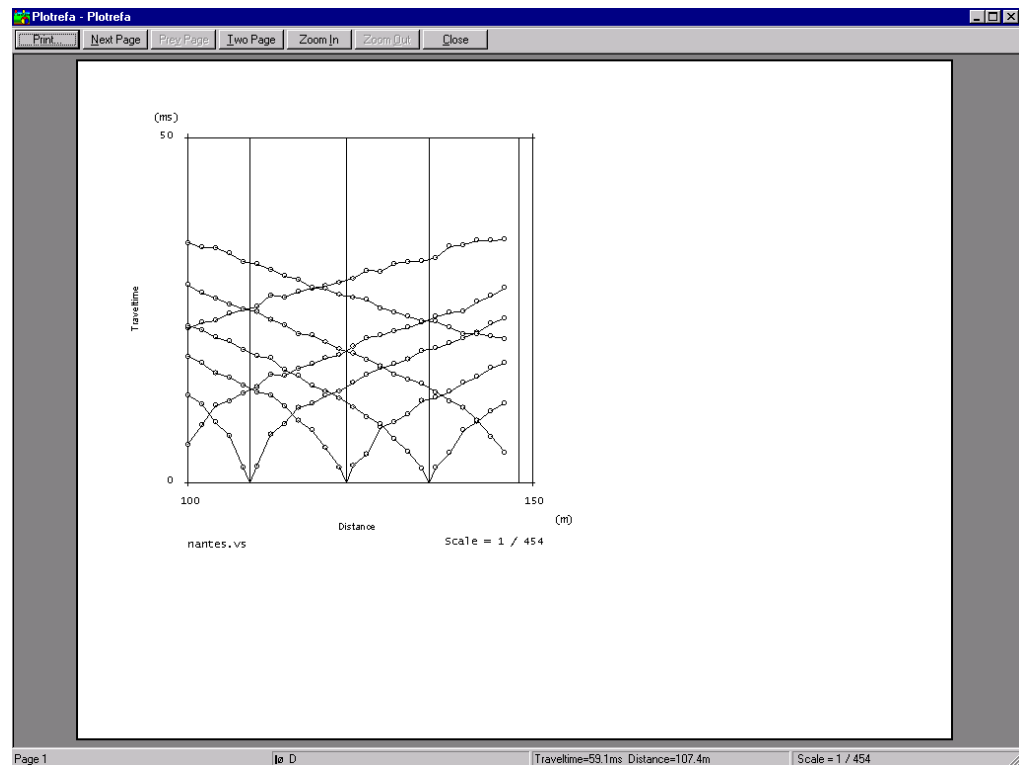 Plotrefa - Plotrefa
Print... Next Page Prev Page Two Page Zoom In Zoom Out Close
(ms)
50
Traveltime
0
100 150
(m)
Distance
nantes.vs Scale = 1 / 454
Page 1 D Traveltime=59.1ms Distance=107.4m Scale = 1 / 454